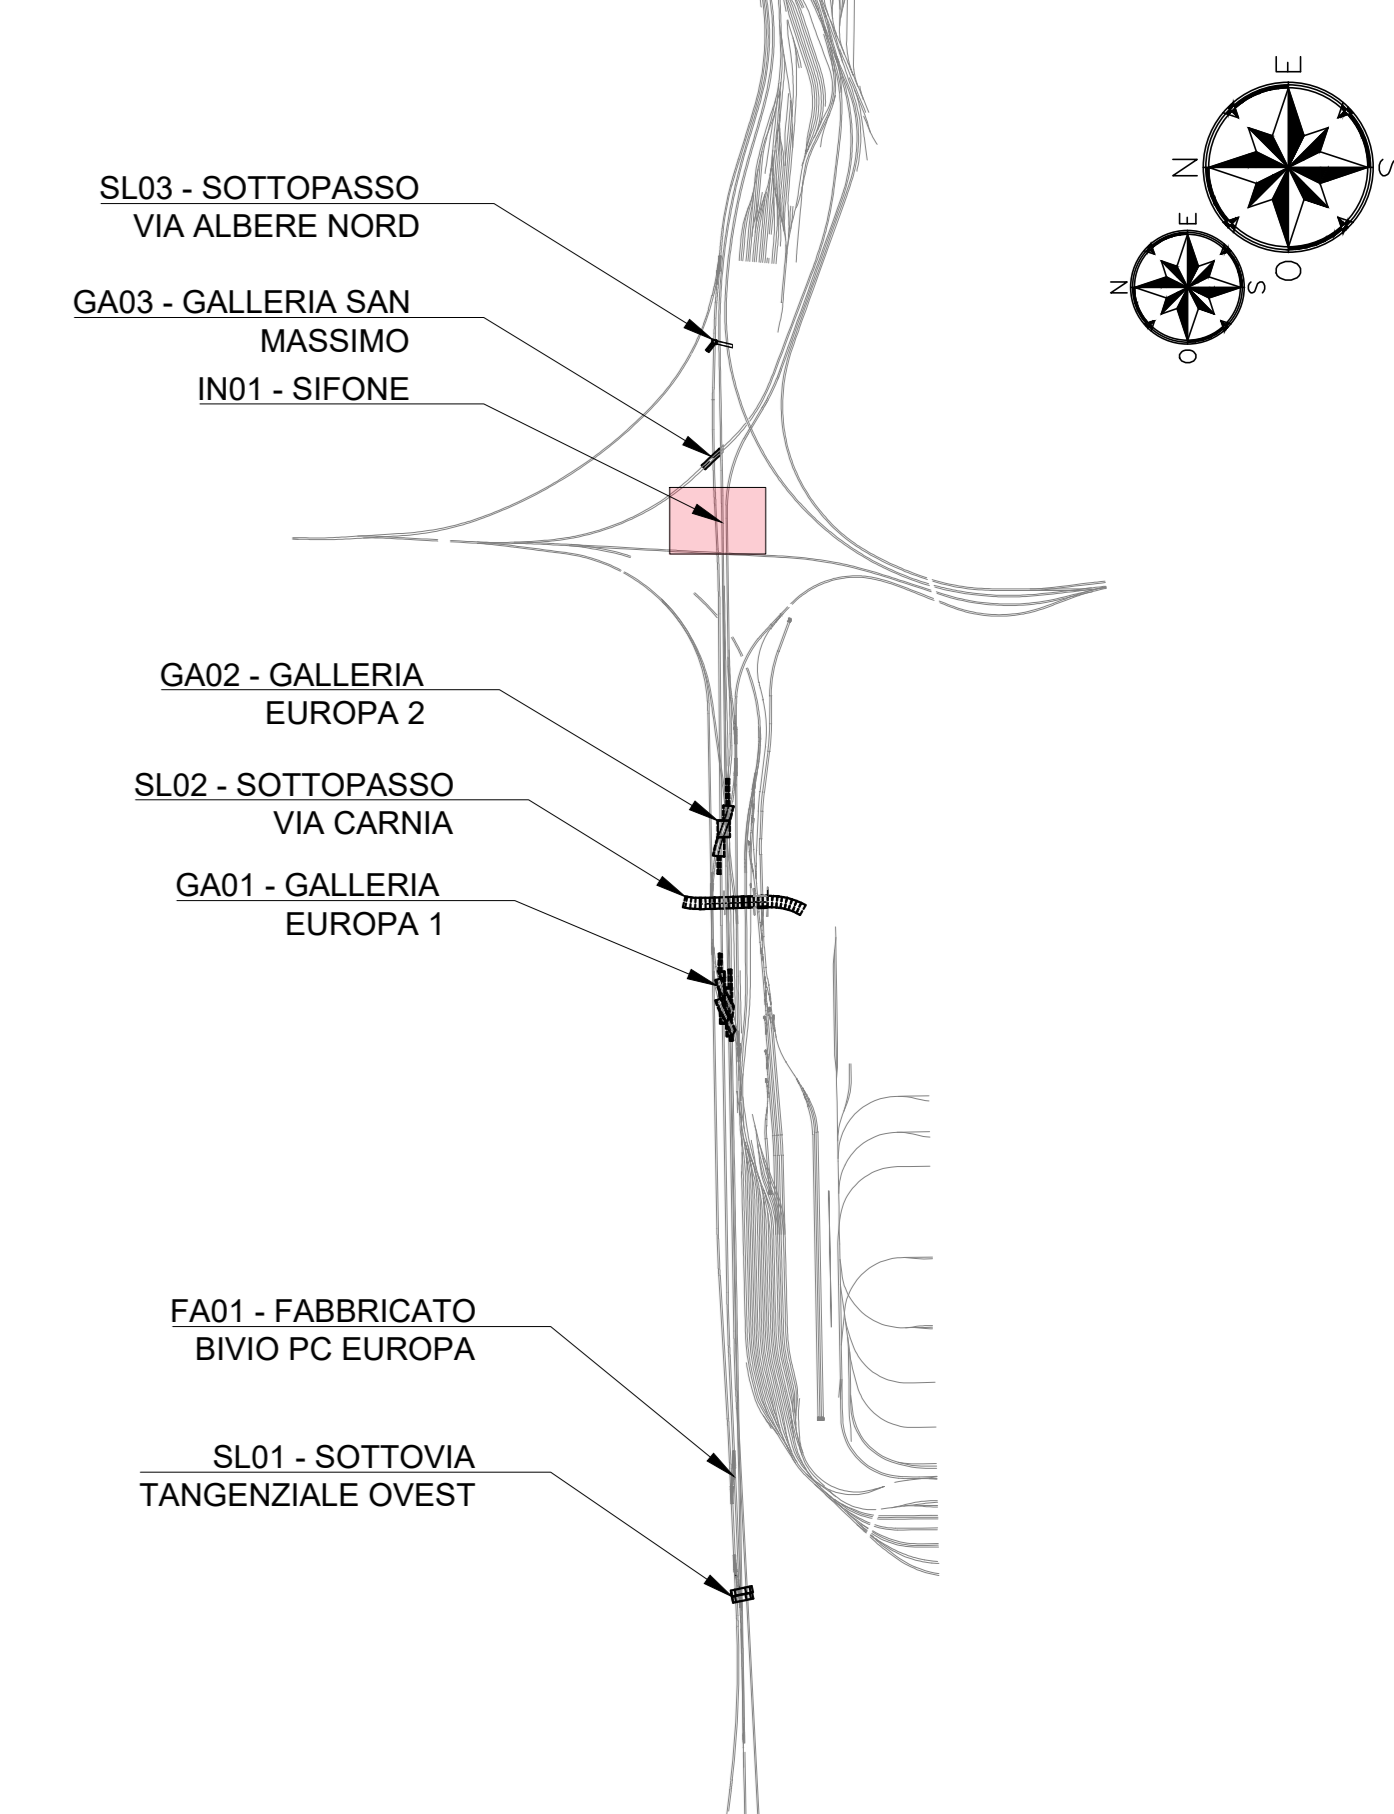 E
N
S
O
E
N
S
O
SL03 - SOTTOPASSO
VIA ALBERE NORD
GA03 - GALLERIA SAN
MASSIMO
IN01 - SIFONE
GA02 - GALLERIA
EUROPA 2
SL02 - SOTTOPASSO
VIA CARNIA
GA01 - GALLERIA
EUROPA 1
FA01 - FABBRICATO
BIVIO PC EUROPA
SL01 - SOTTOVIA
TANGENZIALE OVEST